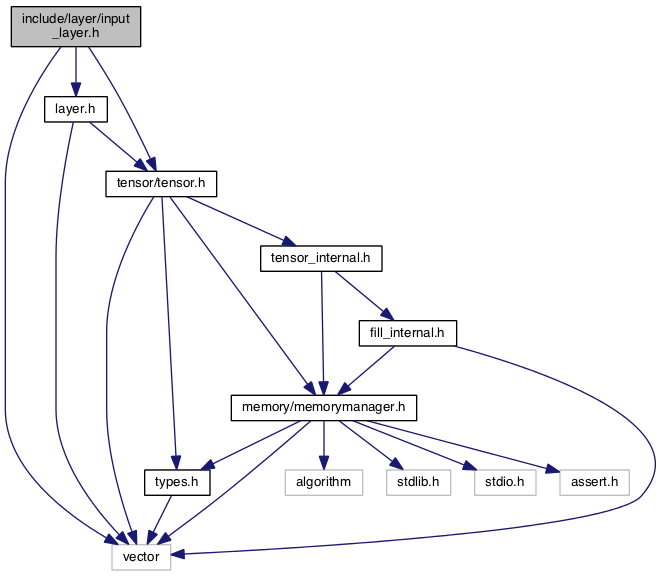 include/layer/input
_layer.h
layer.h
tensor/tensor.h
tensor_internal.h
fill_internal.h
memory/memorymanager.h
types.h
algorithm
stdlib.h
stdio.h
assert.h
vector